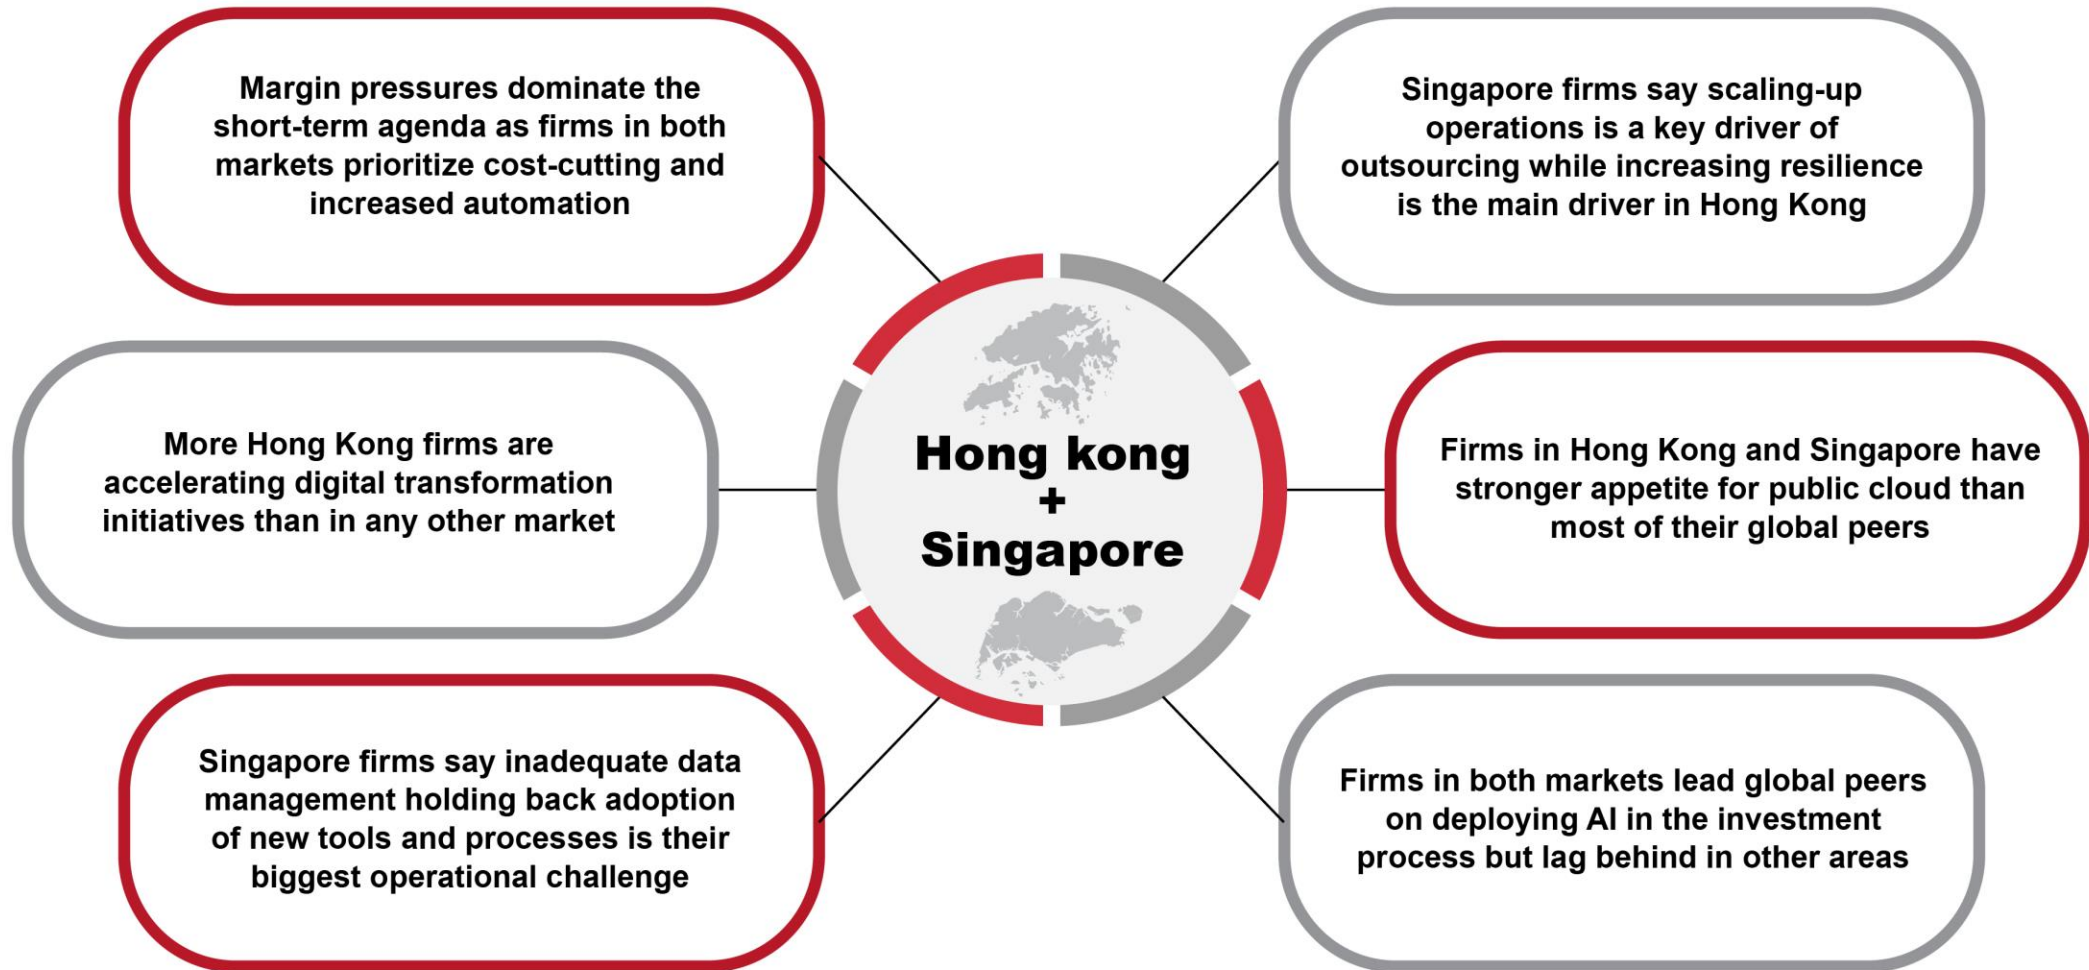 Margin pressures dominate the
short-term agenda as firms in both
markets prioritize cost-cutting and
increased automation
Singapore firms say scaling-up
operations is a key driver of
outsourcing while increasing resilience
is the main driver in Hong Kong
More Hong Kong firms are
accelerating digital transformation
initiatives than in any other market
Hong kong
+
Singapore
Firms in Hong Kong and Singapore have
stronger appetite for public cloud than
most of their global peers
Singapore firms say inadequate data
management holding back adoption
of new tools and processes is their
biggest operational challenge
Firms in both markets lead global peers
on deploying AI in the investment
process but lag behind in other areas